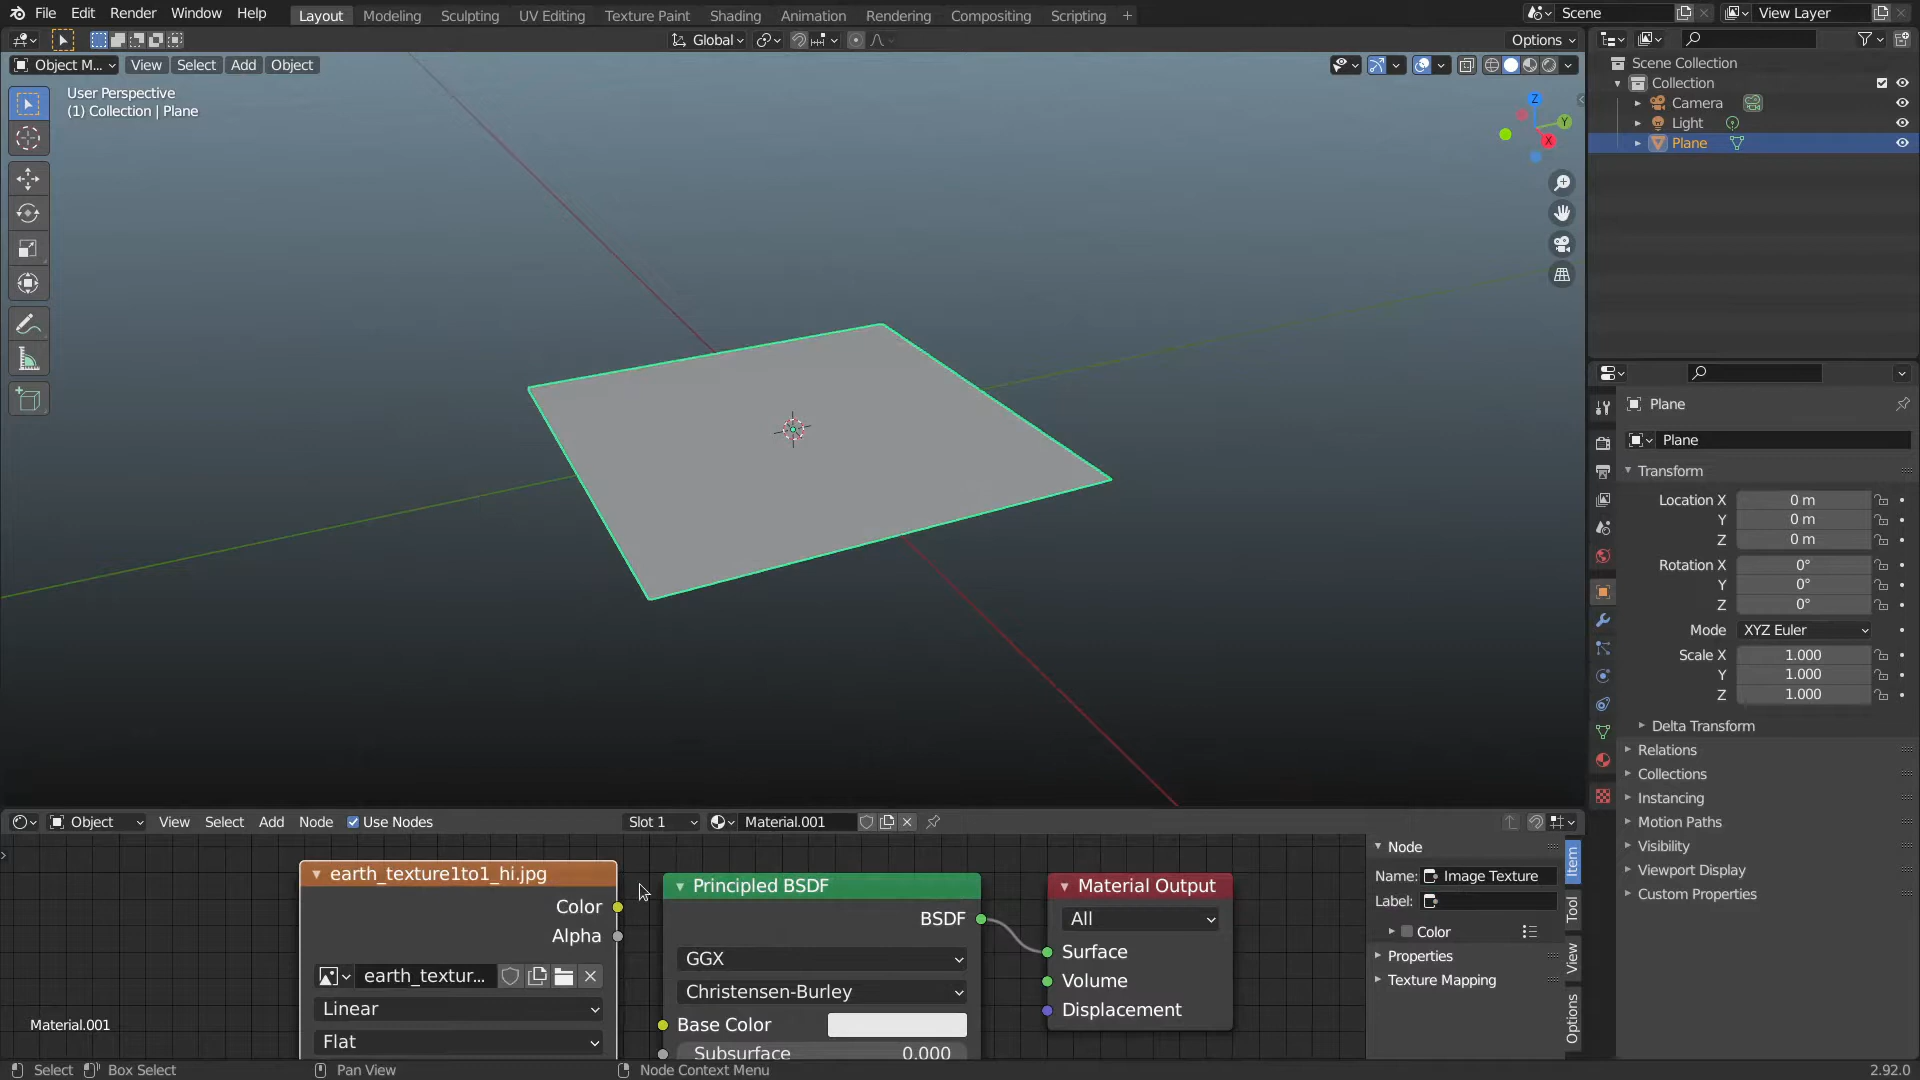 File Edit Render Window Help Layout Modeling Sculpting UV Editing Texture Paint Shading Animation Rendering Compositing Scripting + Scene View Layer
Global Options
Object M... View Select Add Object
User Perspective
(1) Collection | Plane
Z
Y
X
Scene Collection
Collection
Camera
Light
Plane
Plane
Plane
Transform
Location X 0 m
Y 0 m
Z 0 m
Rotation X 0°
Y 0°
Z 0°
Mode XYZ Euler
Scale X 1.000
Y 1.000
Z 1.000
Delta Transform
Relations
Collections
Instancing
Motion Paths
Visibility
Viewport Display
Custom Properties
Object View Select Add Node Use Nodes Slot 1 Material.001
earth_texture1to1_hi.jpg
Color
Alpha
earth_textur...
Linear
Flat
Principled BSDF
BSDF
GGX
Christensen-Burley
Base Color
Subsurface 0.000
Material Output
All
Surface
Volume
Displacement
Node
Name: Image Texture
Label:
Color
Properties
Texture Mapping
Item
Tool
View
Options
Material.001
Select Box Select Pan View Node Context Menu 2.92.0